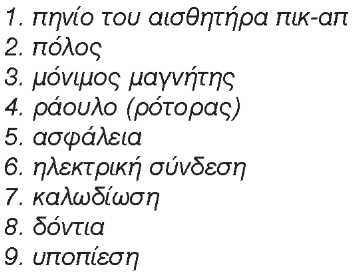 1. πηνίο του αισθητήρα πικ-απ
2. πόλος
3. μόνιμος μαγνήτης
4. ράουλο (ρότορας)
5. ασφάλεια
6. ηλεκτρική σύνδεση
7. καλωδίωση
8. δόντια
9. υποπίεση